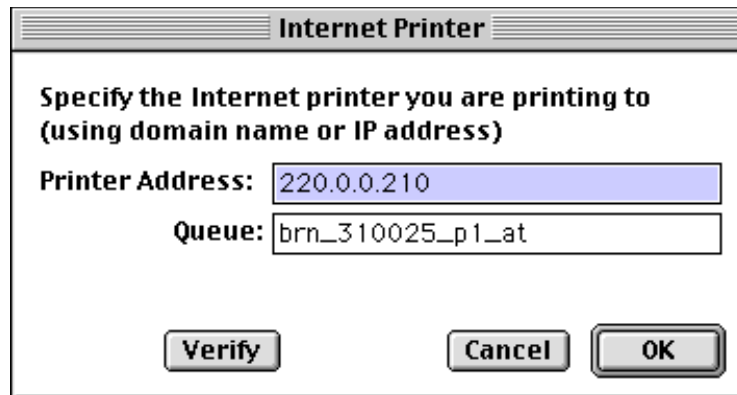 Internet Printer
Specify the Internet printer you are printing to
(using domain name or IP address)
Printer Address: 220.0.0.210
Queue: brn_310025_p1_at
Verify Cancel OK